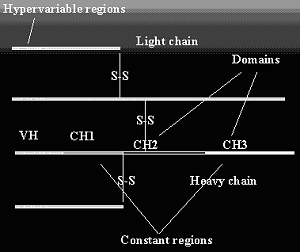 Hypervariable regions
Light chain
S-S
Domains
S-S
VH
CH1
CH2
CH3
S-S
Heavy chain
Constant regions